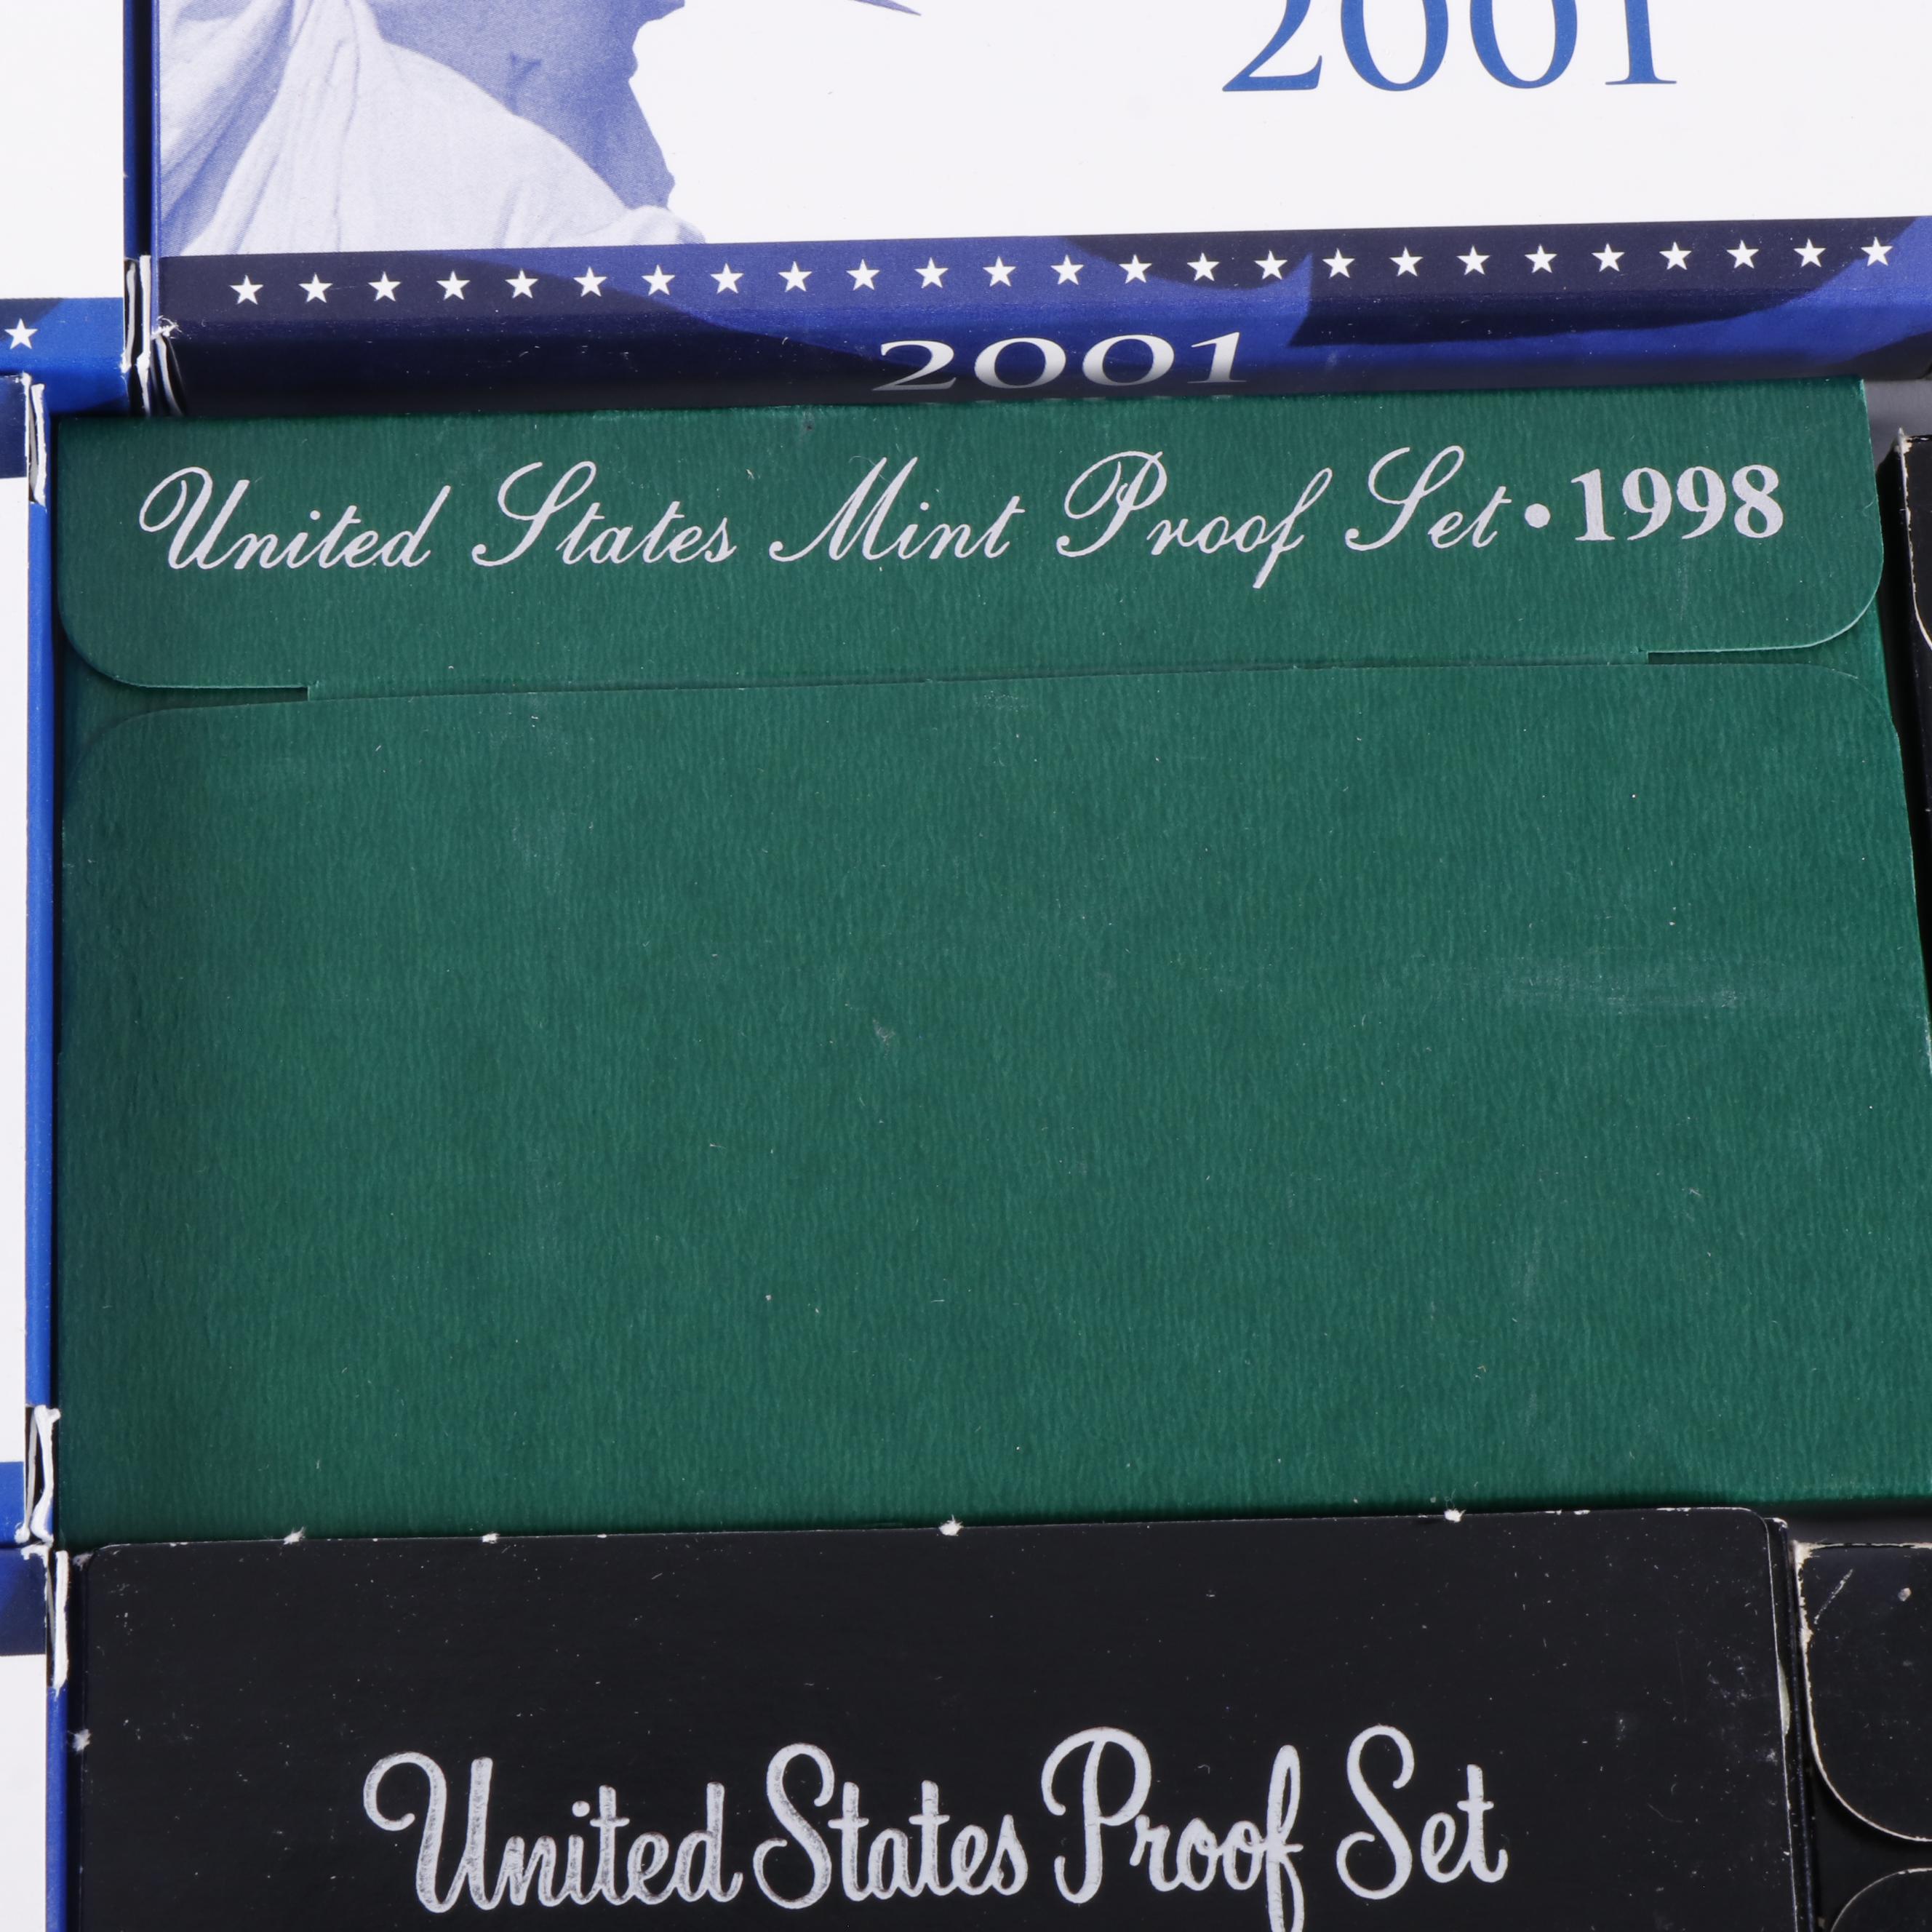 2001
2001
United States Mint Proof Set • 1998
United States Proof Set